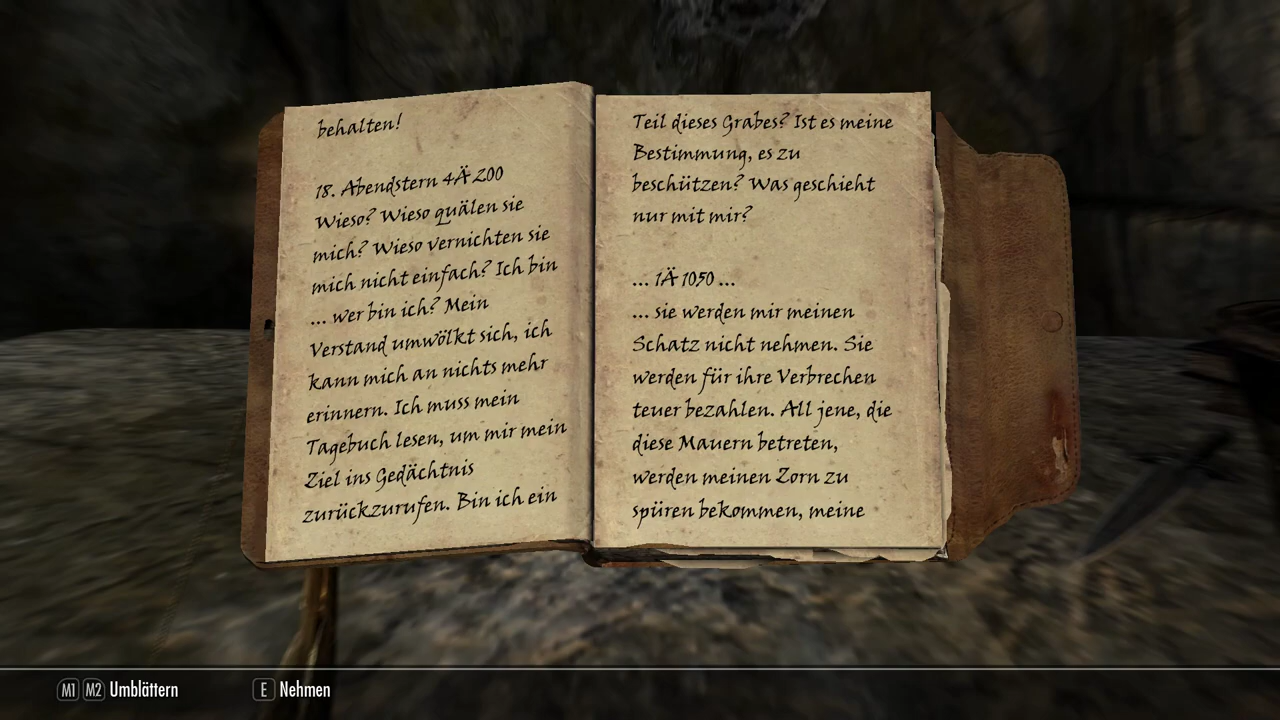 behalten!
18. Abendstern 4Ä 200
Wieso? Wieso quälen sie
mich? Wieso vernichten sie
mich nicht einfach? Ich bin
... wer bin ich? Mein
Verstand umwölkt sich, ich
kann mich an nichts mehr
erinnern. Ich muss mein
Tagebuch lesen, um mir mein
Ziel ins Gedächtnis
zurückzurufen. Bin ich ein
Teil dieses Grabes? Ist es meine
Bestimmung, es zu
beschützen? Was geschieht
nur mit mir?
... 1Ä 1050 ...
... sie werden mir meinen
Schatz nicht nehmen. Sie
werden für ihre Verbrechen
teuer bezahlen. All jene, die
diese Mauern betreten,
werden meinen Zorn zu
spüren bekommen, meine
M1 M2 Umblättern
E Nehmen